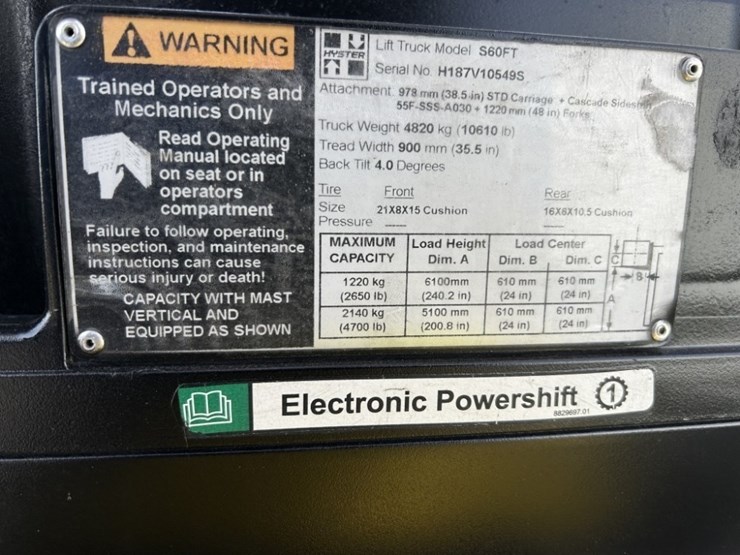 WARNING
Trained Operators and
Mechanics Only
Read Operating
Manual located
on seat or in
operators
compartment
Failure to follow operating,
inspection, and maintenance
instructions can cause
serious injury or death!
CAPACITY WITH MAST
VERTICAL AND
EQUIPPED AS SHOWN
HYSTER
Lift Truck Model S60FT
Serial No. H187V10549S
Attachment 978 mm (38.5 in) STD Carriage + Cascade
55F-SSS-A030 + 1220 mm (48 in) Forks
Truck Weight 4820 kg (10610 lb)
Tread Width 900 mm (35.5 in)
Back Tilt 4.0 Degrees
Tire Front Rear
Size 21X8X15 Cushion 16X6X10.5 Cushion
Pressure
MAXIMUM CAPACITY Load Height Dim. A Load Center Dim. B Dim. C
1220 kg (2650 lb) 6100mm (240.2 in) 610 mm (24 in) 610 mm (24 in)
2140 kg (4700 lb) 5100 mm (200.8 in) 610 mm (24 in) 610 mm (24 in)
C
B
A
Electronic Powershift 1
8829697 01